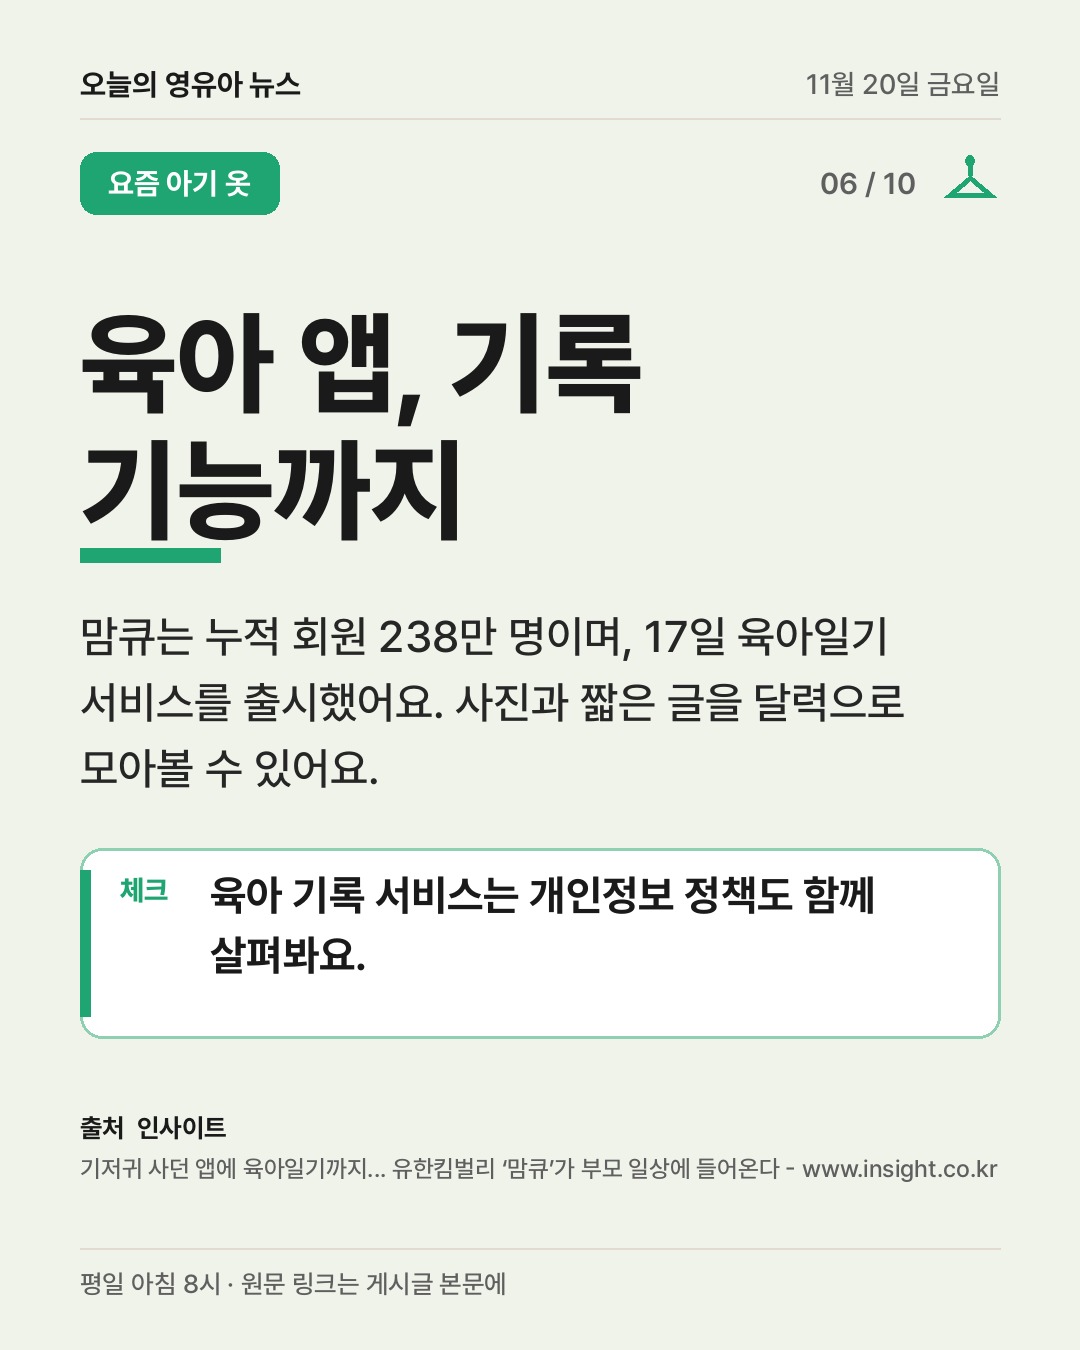 오늘의 영유아 뉴스
11월 20일 금요일
요즘 아기 옷
06 / 10
육아 앱, 기록
기능까지
맘큐는 누적 회원 238만 명이며, 17일 육아일기
서비스를 출시했어요. 사진과 짧은 글을 달력으로
모아볼 수 있어요.
체크
육아 기록 서비스는 개인정보 정책도 함께
살펴봐요.
출처 인사이트
기저귀 사던 앱에 육아일기까지... 유한킴벌리 ‘맘큐’가 부모 일상에 들어온다 - www.insight.co.kr
평일 아침 8시 · 원문 링크는 게시글 본문에